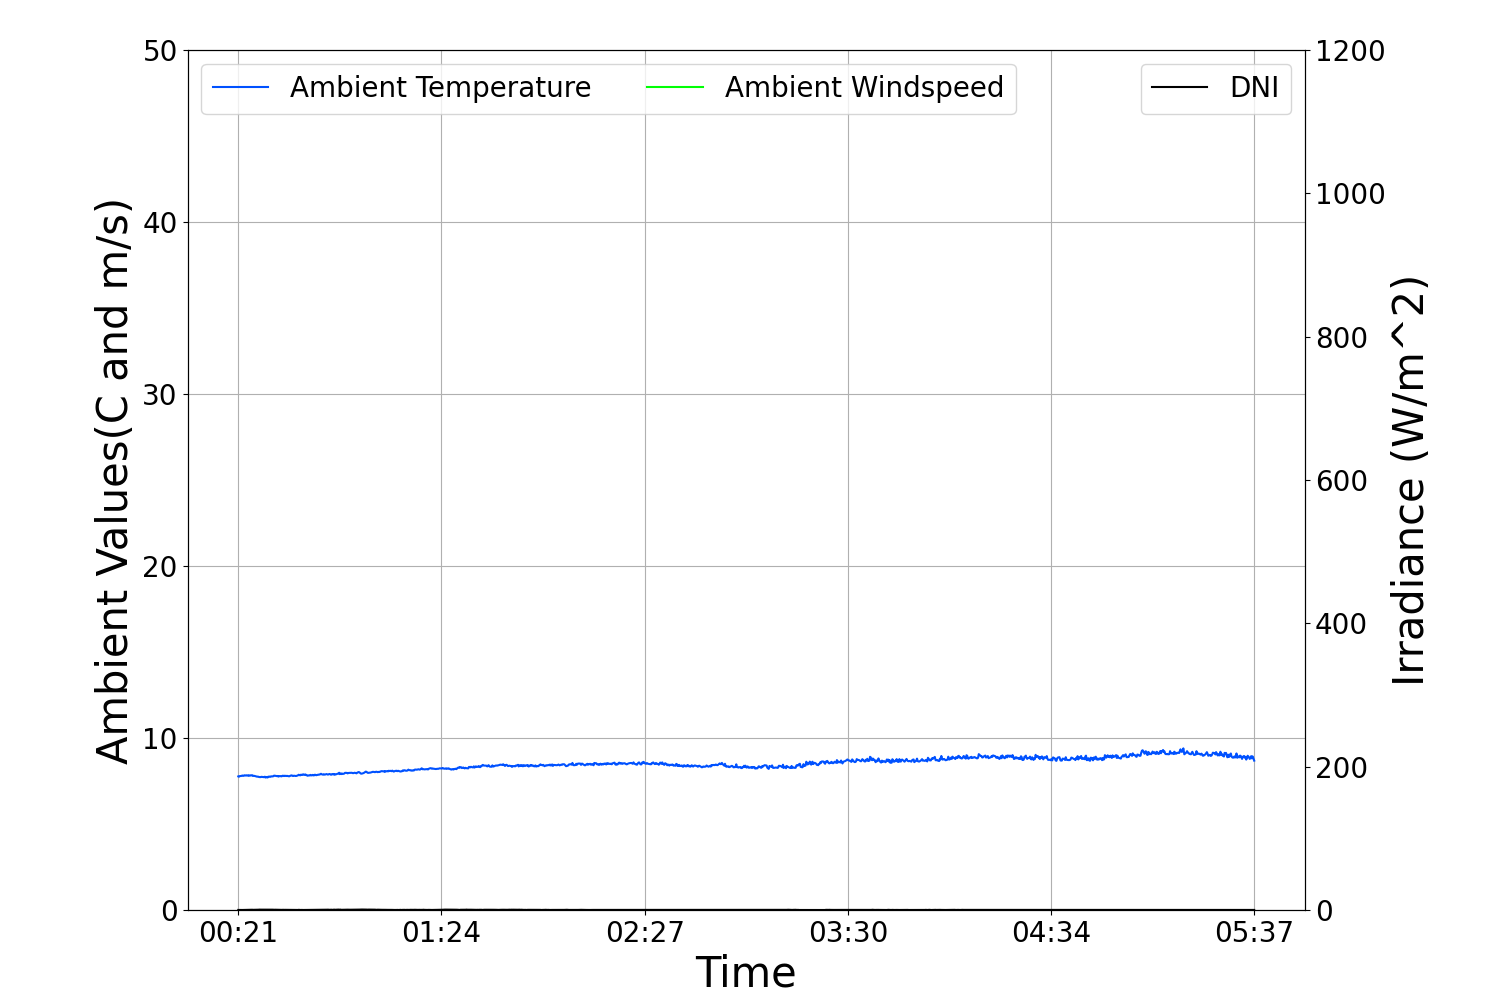 Ambient Temperature
Ambient Windspeed
DNI
Ambient Values(C and m/s)
50
40
30
20
10
0
1200
1000
800
600
400
200
0
Irradiance (W/m^2)
00:21 01:24 02:27 03:30 04:34 05:37
Time